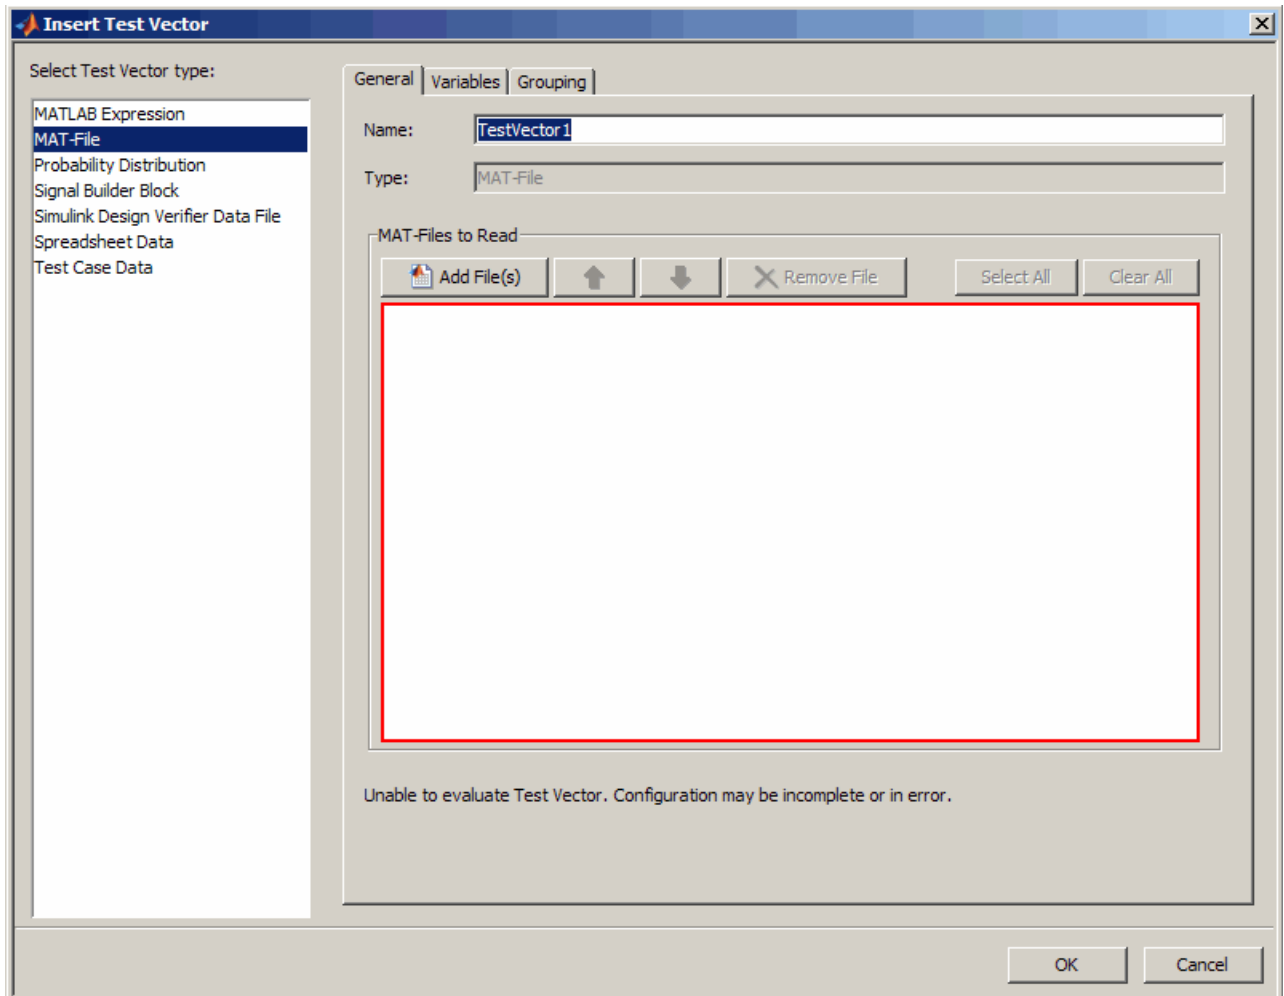 Insert Test Vector
Select Test Vector type:
MATLAB Expression
MAT-File
Probability Distribution
Signal Builder Block
Simulink Design Verifier Data File
Spreadsheet Data
Test Case Data
General Variables Grouping
Name: TestVector1
Type: MAT-File
MAT-Files to Read
Add File(s) Remove File Select All Clear All
Unable to evaluate Test Vector. Configuration may be incomplete or in error.
OK Cancel